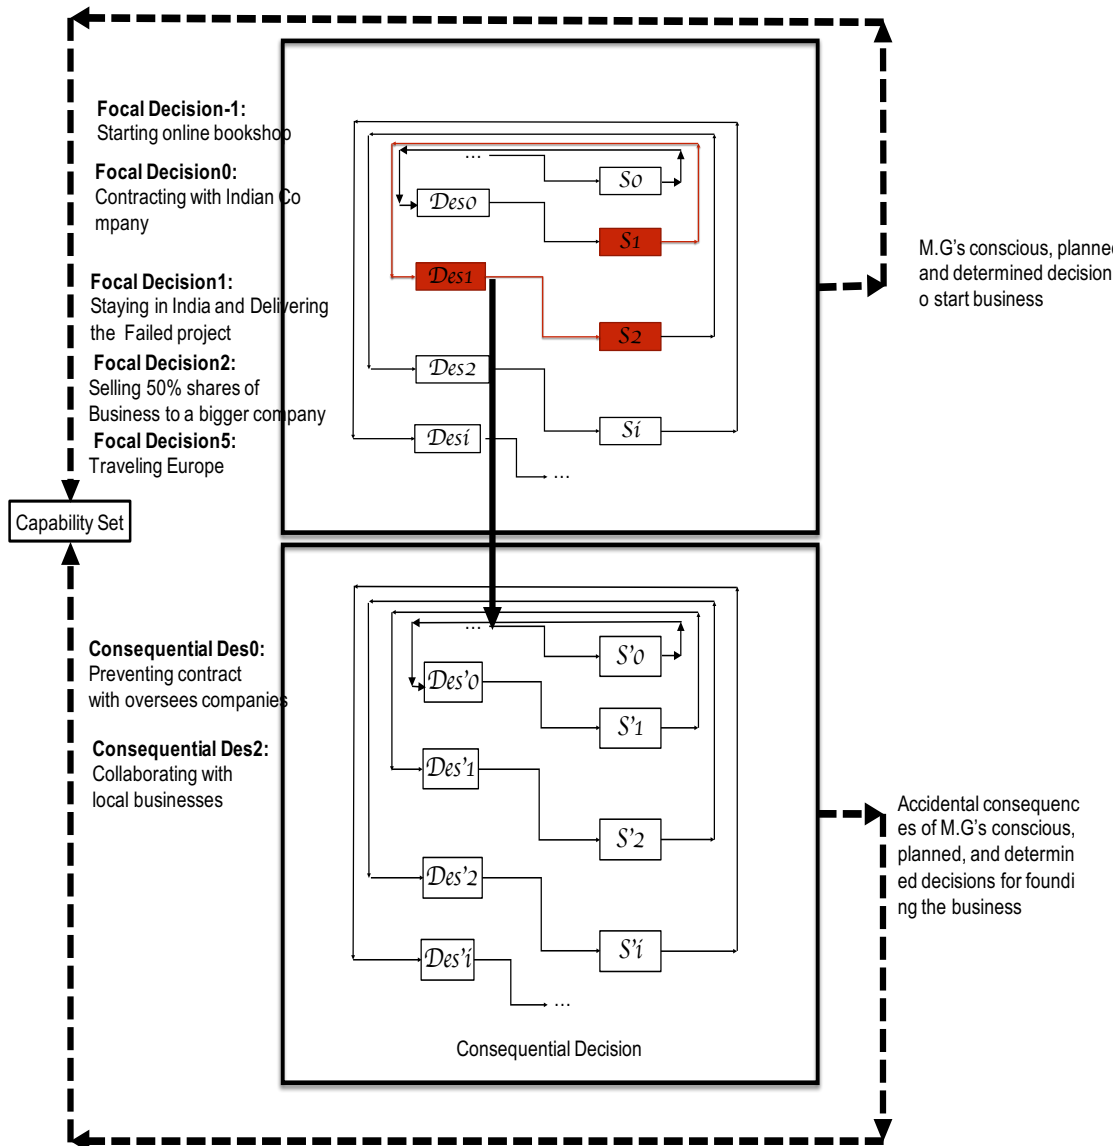 Focal Decision-1:
Starting online bookshop
Focal Decision0:
Contracting with Indian Co
mpany
Focal Decision1:
Staying in India and Delivering
the Failed project
Focal Decision2:
Selling 50% shares of
Business to a bigger company
Focal Decision5:
Traveling Europe
Capability Set
Consequential Des0:
Preventing contract
with oversees companies
Consequential Des2:
Collaborating with
local businesses
...
S0
Des0
S1
Des1
S2
Des2
Si
Desi
...
M.G's conscious, planned
and determined decision
o start business
...
S'0
Des'0
S'1
Des'1
S'2
Des'2
S'i
Des'i
...
Consequential Decision
Accidental consequenc
es of M.G's conscious,
planned, and determin
ed decisions for foundi
ng the business